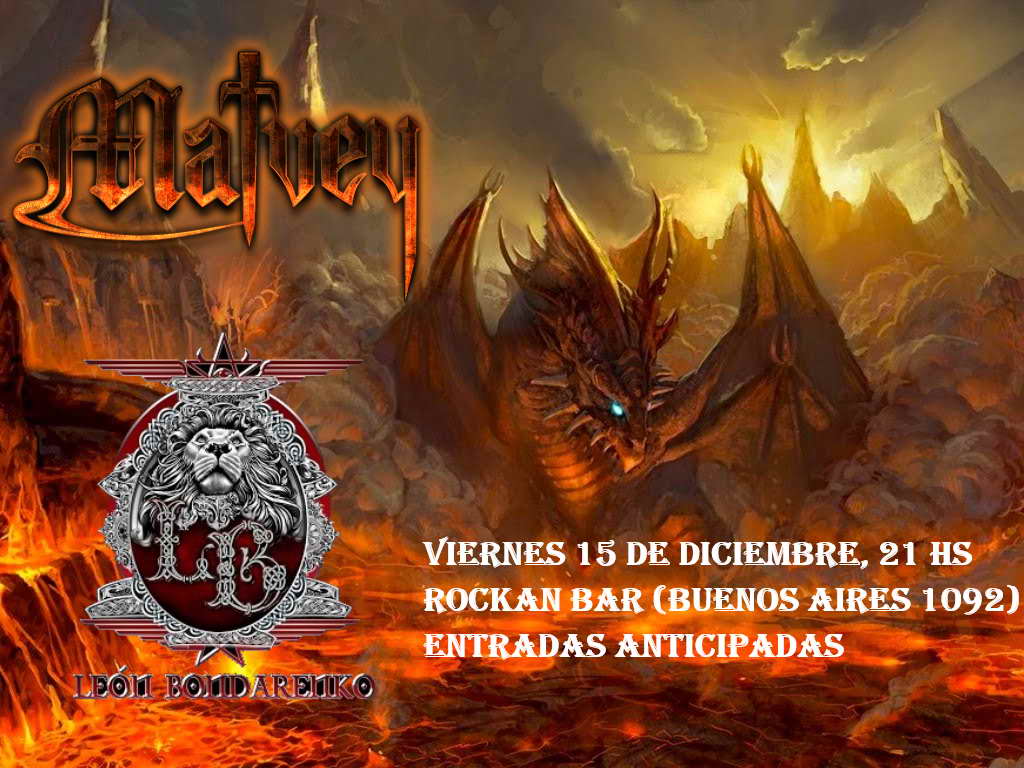 Matvey
LB
LEÓN BONDARENKO
VIERNES 15 DE DICIEMBRE, 21 HS
ROCKAN BAR (BUENOS AIRES 1092)
ENTRADAS ANTICIPADAS